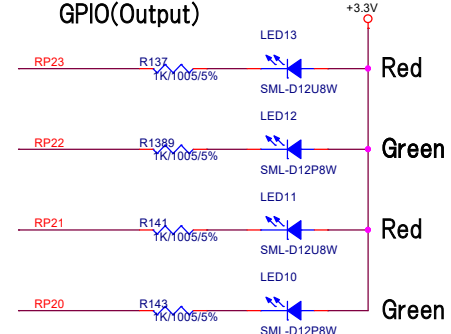 GPIO(Output)
+3.3V
LED13
RP23
R137
1K/1005/5%
SML-D12U8W
Red
LED12
RP22
R1389
1K/1005/5%
SML-D12P8W
Green
LED11
RP21
R141
1K/1005/5%
SML-D12U8W
Red
LED10
RP20
R143
1K/1005/5%
SML-D12P8W
Green